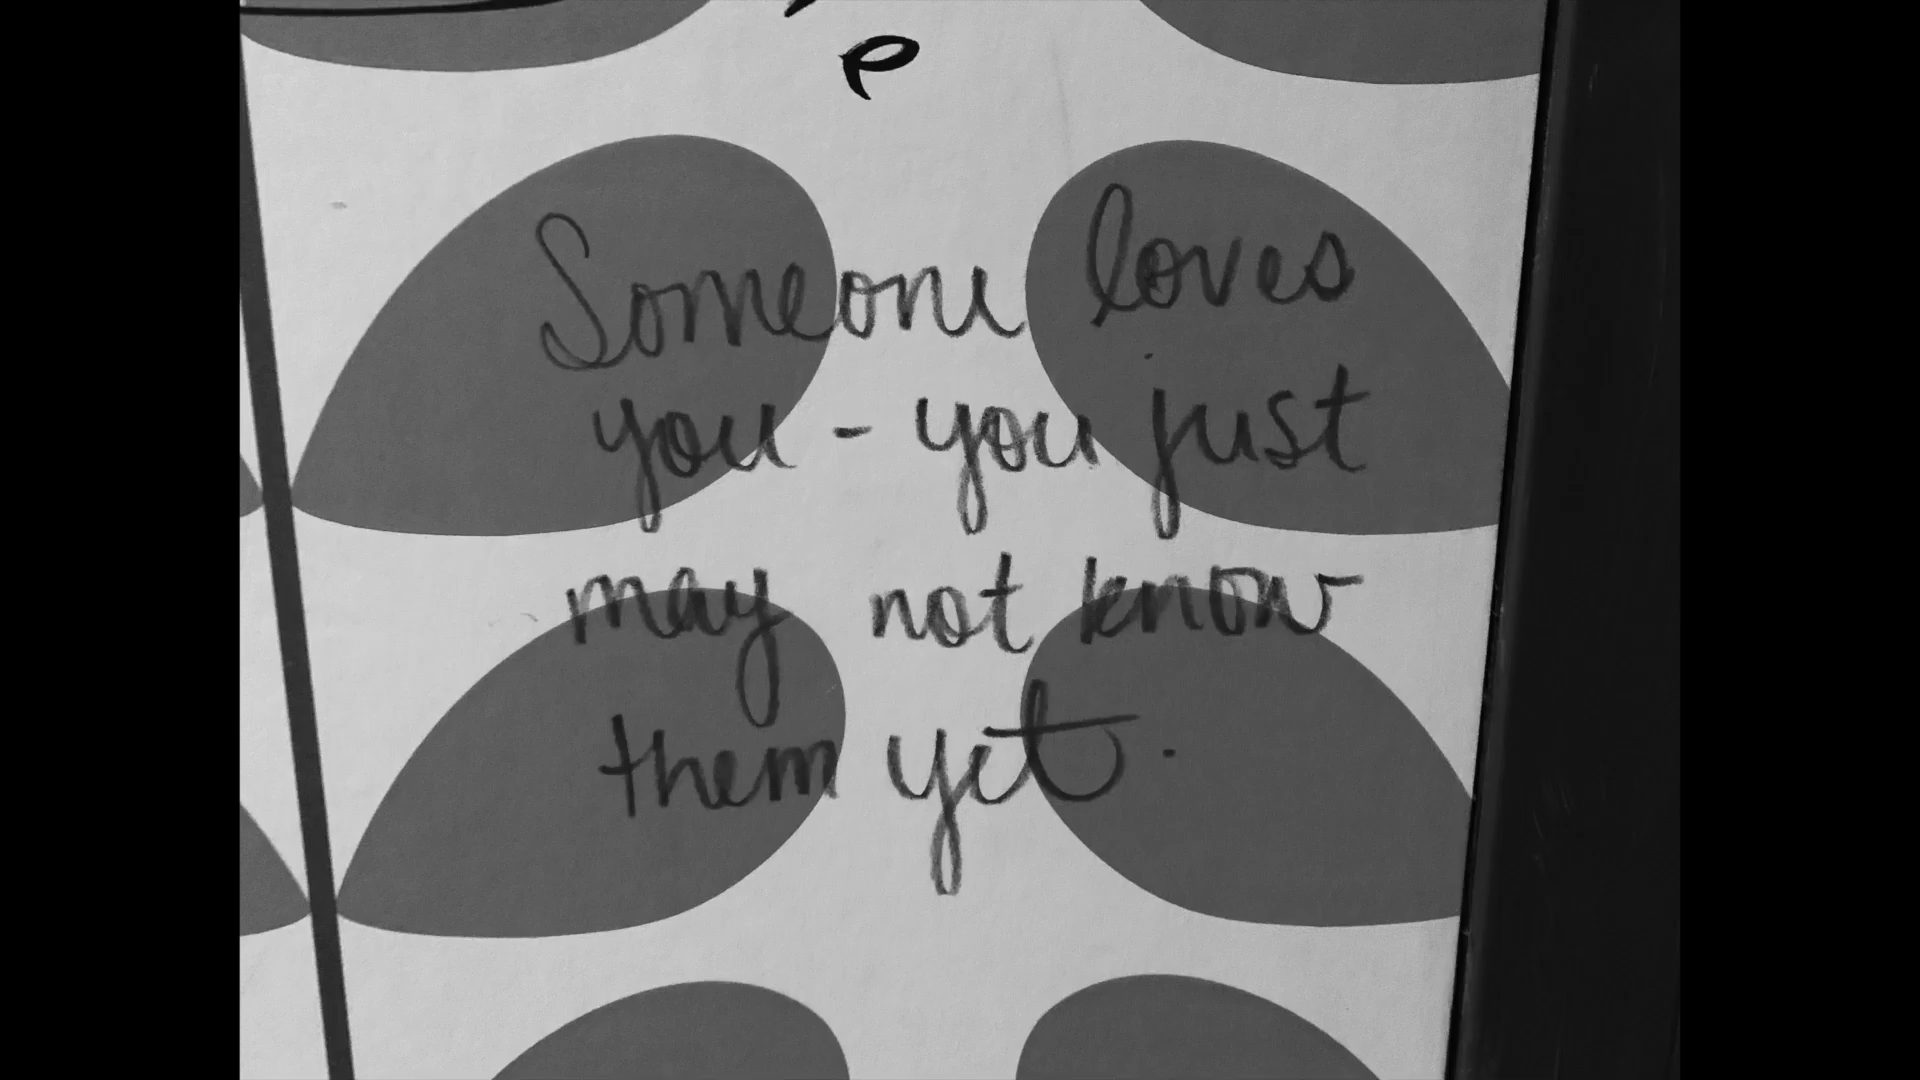 Someone loves
you - you just
may not know
them yet.